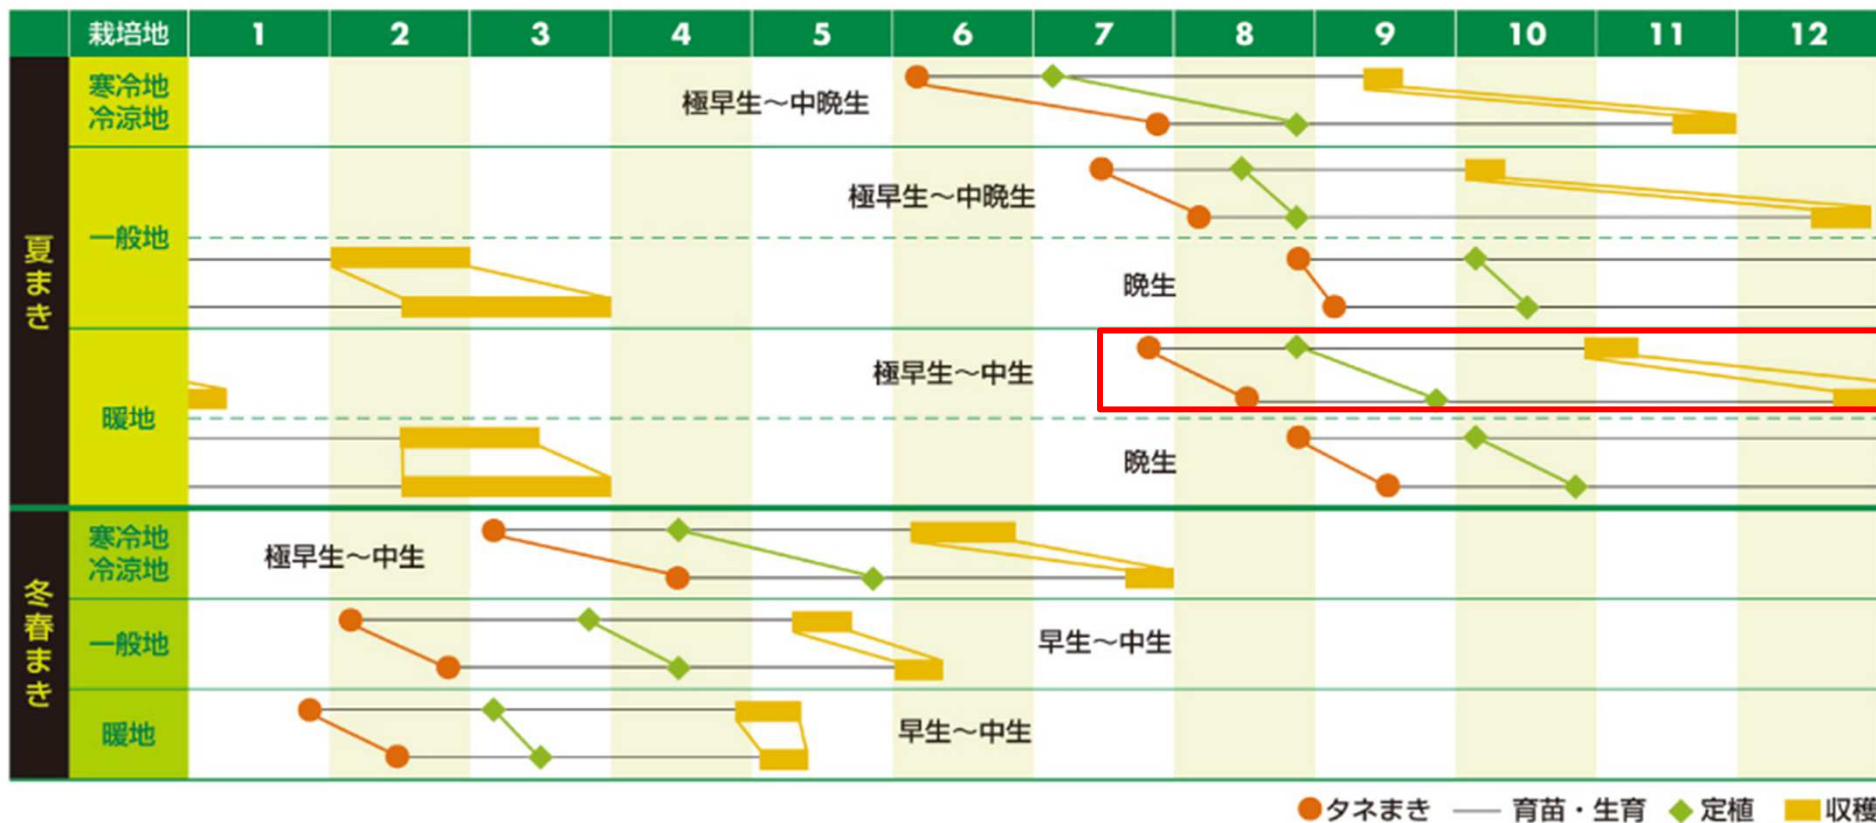 栽培地 1 2 3 4 5 6 7 8 9 10 11 12
夏まき
寒冷地
冷涼地
極早生～中晩生
一般地
極早生～中晩生
晩生
暖地
極早生～中生
晩生
冬春まき
寒冷地
冷涼地
極早生～中生
一般地
早生～中生
暖地
早生～中生
タネまき 育苗・生育 定植 収穫